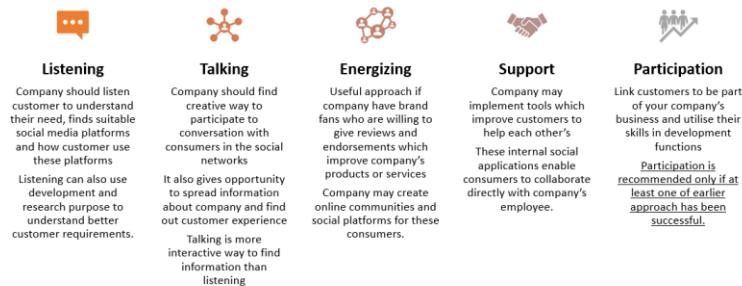 Listening
Company should listen
customer to understand
their need, finds suitable
social media platforms
and how customer use
these platforms
Listening can also use
development and
research purpose to
understand better
customer requirements.
Talking
Company should find
creative way to
participate to
conversation with
consumers in the social
networks
It also gives opportunity
to spread information
about company and find
out customer experience
Talking is more
interactive way to find
information than
listening
Energizing
Useful approach if
company have brand
fans who are willing to
give reviews and
endorsements which
improve company's
products or services
Company may create
online communities and
social platforms for these
consumers.
Support
Company may
implement tools which
improve customers to
help each other's
These internal social
applications enable
consumers to collaborate
directly with company's
employee.
Participation
Link customers to be part
of your company's
business and utilise their
skills in development
functions
Participation is
recommended only if at
least one of earlier
approach has been
successful.